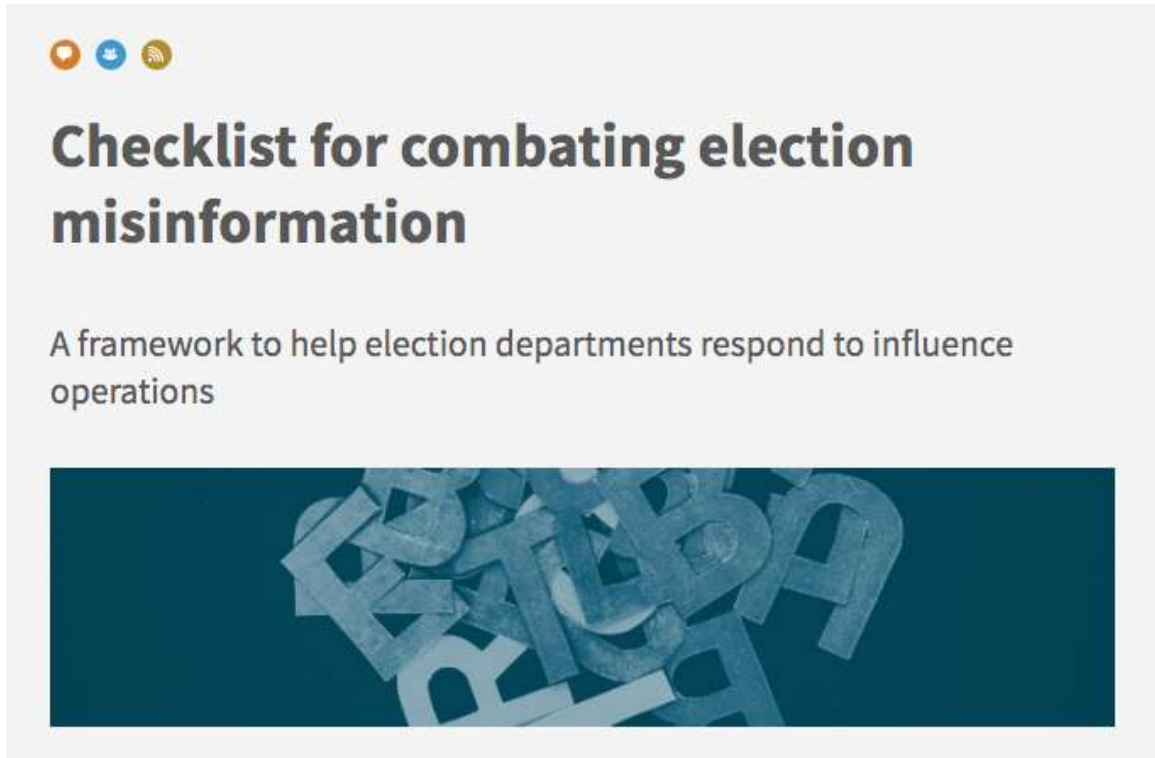 Checklist for combating election
misinformation
A framework to help election departments respond to influence
operations